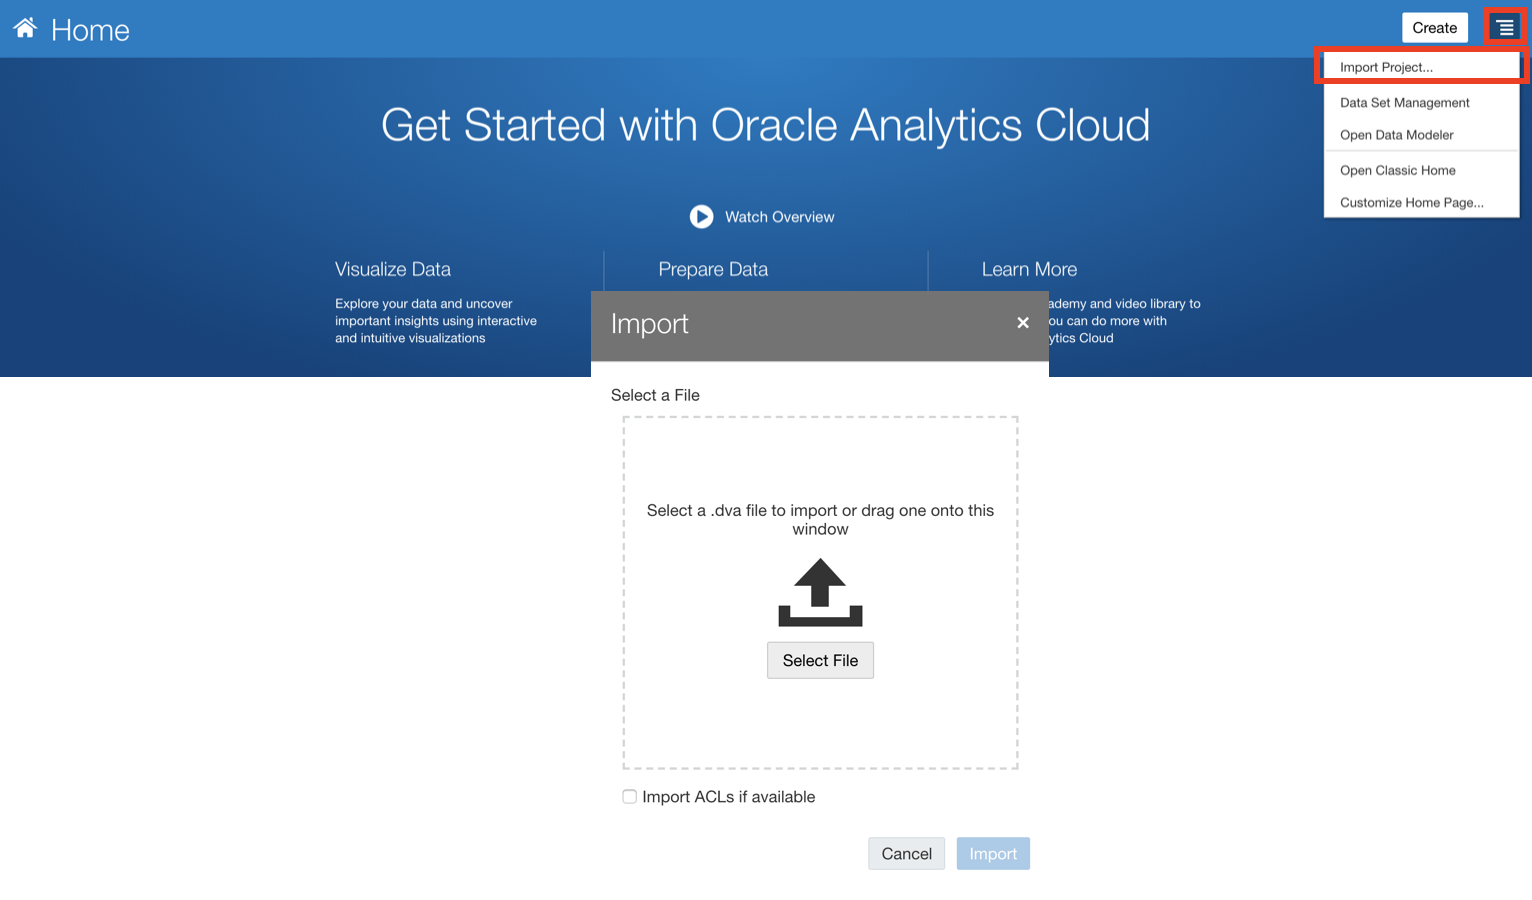 Home
Create
Import Project...
Data Set Management
Open Data Modeler
Open Classic Home
Customize Home Page...
Get Started with Oracle Analytics Cloud
Watch Overview
Visualize Data
Explore your data and uncover
important insights using interactive
and intuitive visualizations
Prepare Data
Learn More
ademy and video library to
ou can do more with
ytics Cloud
Import
Select a File
Select a .dva file to import or drag one onto this
window
Select File
Import ACLs if available
Cancel
Import